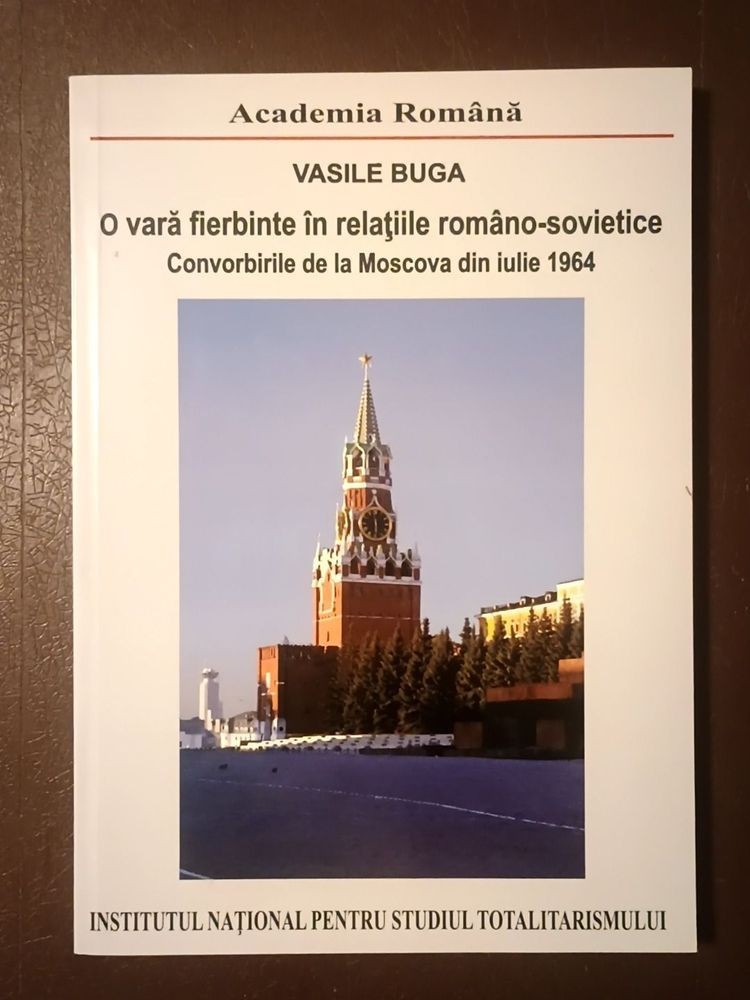 Academia Română
VASILE BUGA
O vară fierbinte în relaţiile româno-sovietice
Convorbirile de la Moscova din iulie 1964
INSTITUTUL NAŢIONAL PENTRU STUDIUL TOTALITARISMULUI